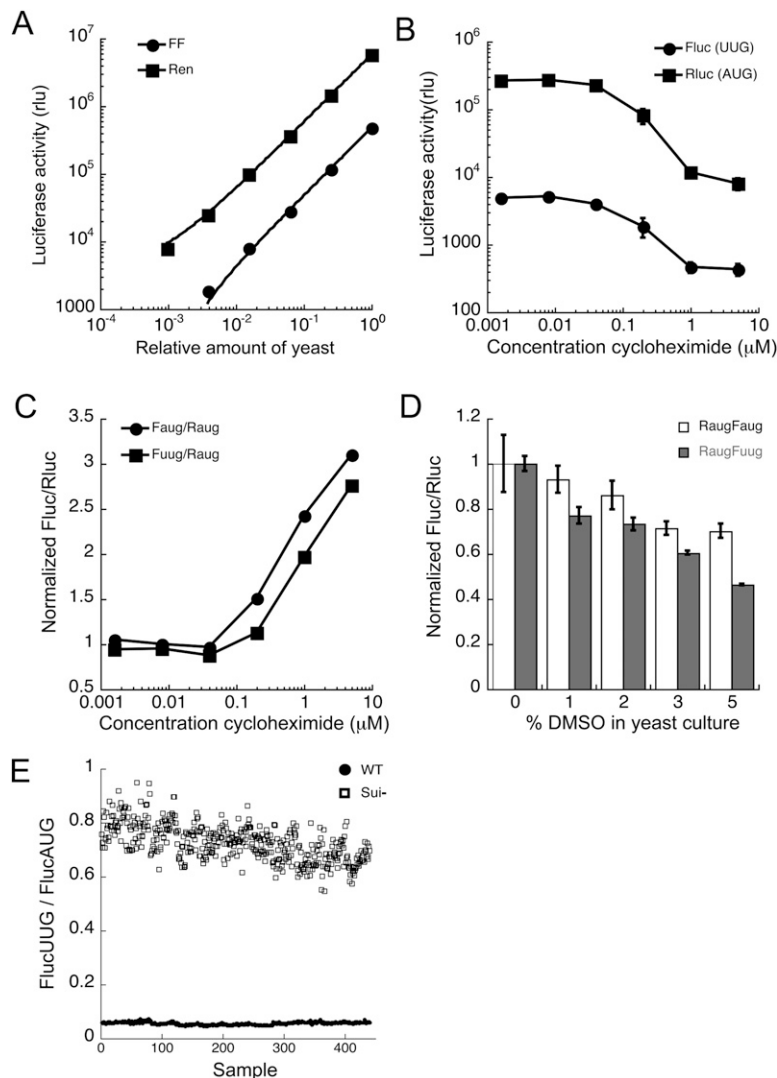 A
FF
Ren
Luciferase activity (rlu)
10⁷
10⁶
10⁵
10⁴
1000
10⁻⁴ 10⁻³ 10⁻² 10⁻¹ 10⁰
Relative amount of yeast
B
Fluc (UUG)
Rluc (AUG)
Luciferase activity(rlu)
10⁶
10⁵
10⁴
1000
100
0.001 0.01 0.1 1 10
Concentration cycloheximide (μM)
C
Faug/Raug
Fuug/Raug
Normalized Fluc/Rluc
3.5
3
2.5
2
1.5
1
0.5
0.001 0.01 0.1 1 10
Concentration cycloheximide (μM)
D
RaugFaug
RaugFuug
Normalized Fluc/Rluc
1.2
1
0.8
0.6
0.4
0.2
0
0 1 2 3 5
% DMSO in yeast culture
E
WT
Sui-
FlucUUG / FlucAUG
1
0.8
0.6
0.4
0.2
0
0 100 200 300 400
Sample